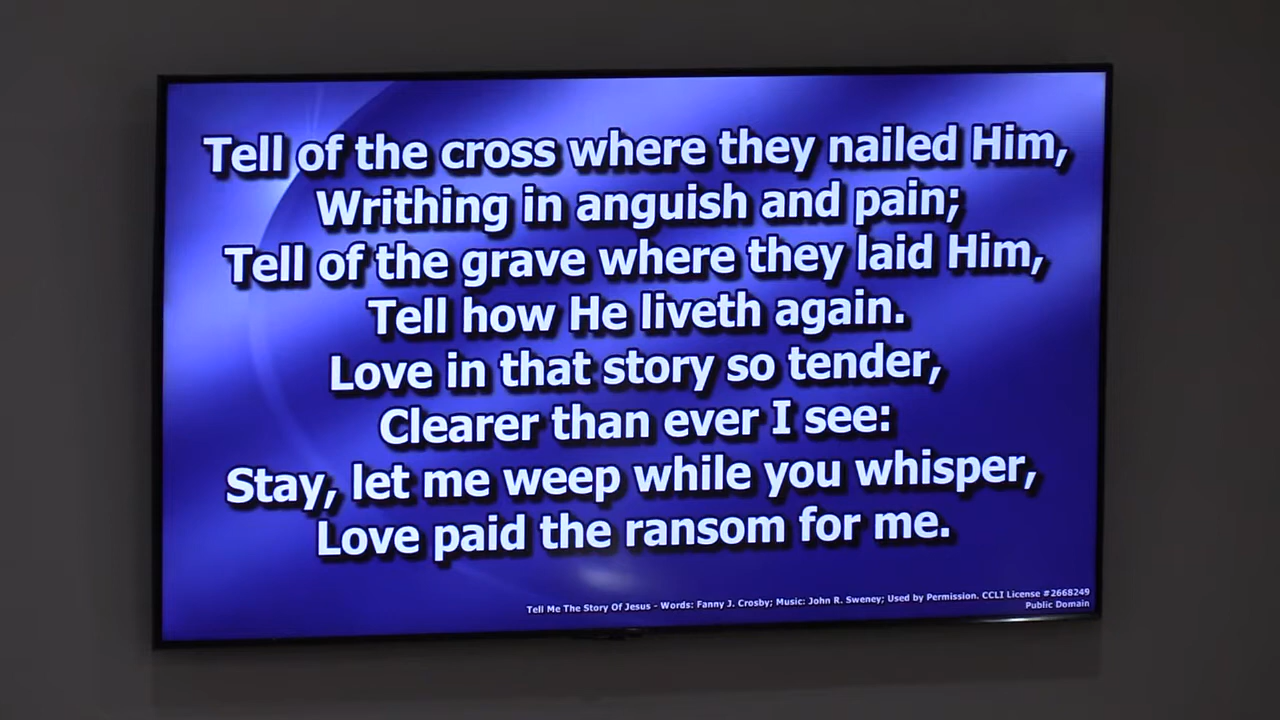 Tell of the cross where they nailed Him,
Writhing in anguish and pain;
Tell of the grave where they laid Him,
Tell how He liveth again.
Love in that story so tender,
Clearer than ever I see:
Stay, let me weep while you whisper,
Love paid the ransom for me.
Tell Me The Story Of Jesus - Words: Fanny J. Crosby; Music: John R. Sweney; Used by Permission. CCLI License #2668249
Public Domain